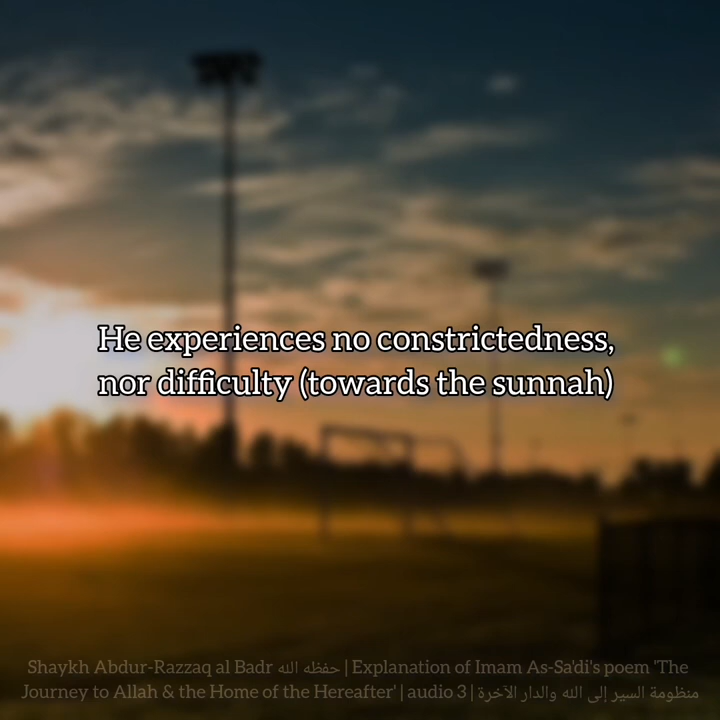 He experiences no constrictedness,
nor difficulty (towards the sunnah)
Shaykh Abdur-Razzaq al Badr حفظه الله | Explanation of Imam As-Sa'di's poem 'The
Journey to Allah & the Home of the Hereafter' | audio 3 | منظومة السير إلى الله والدار الآخرة